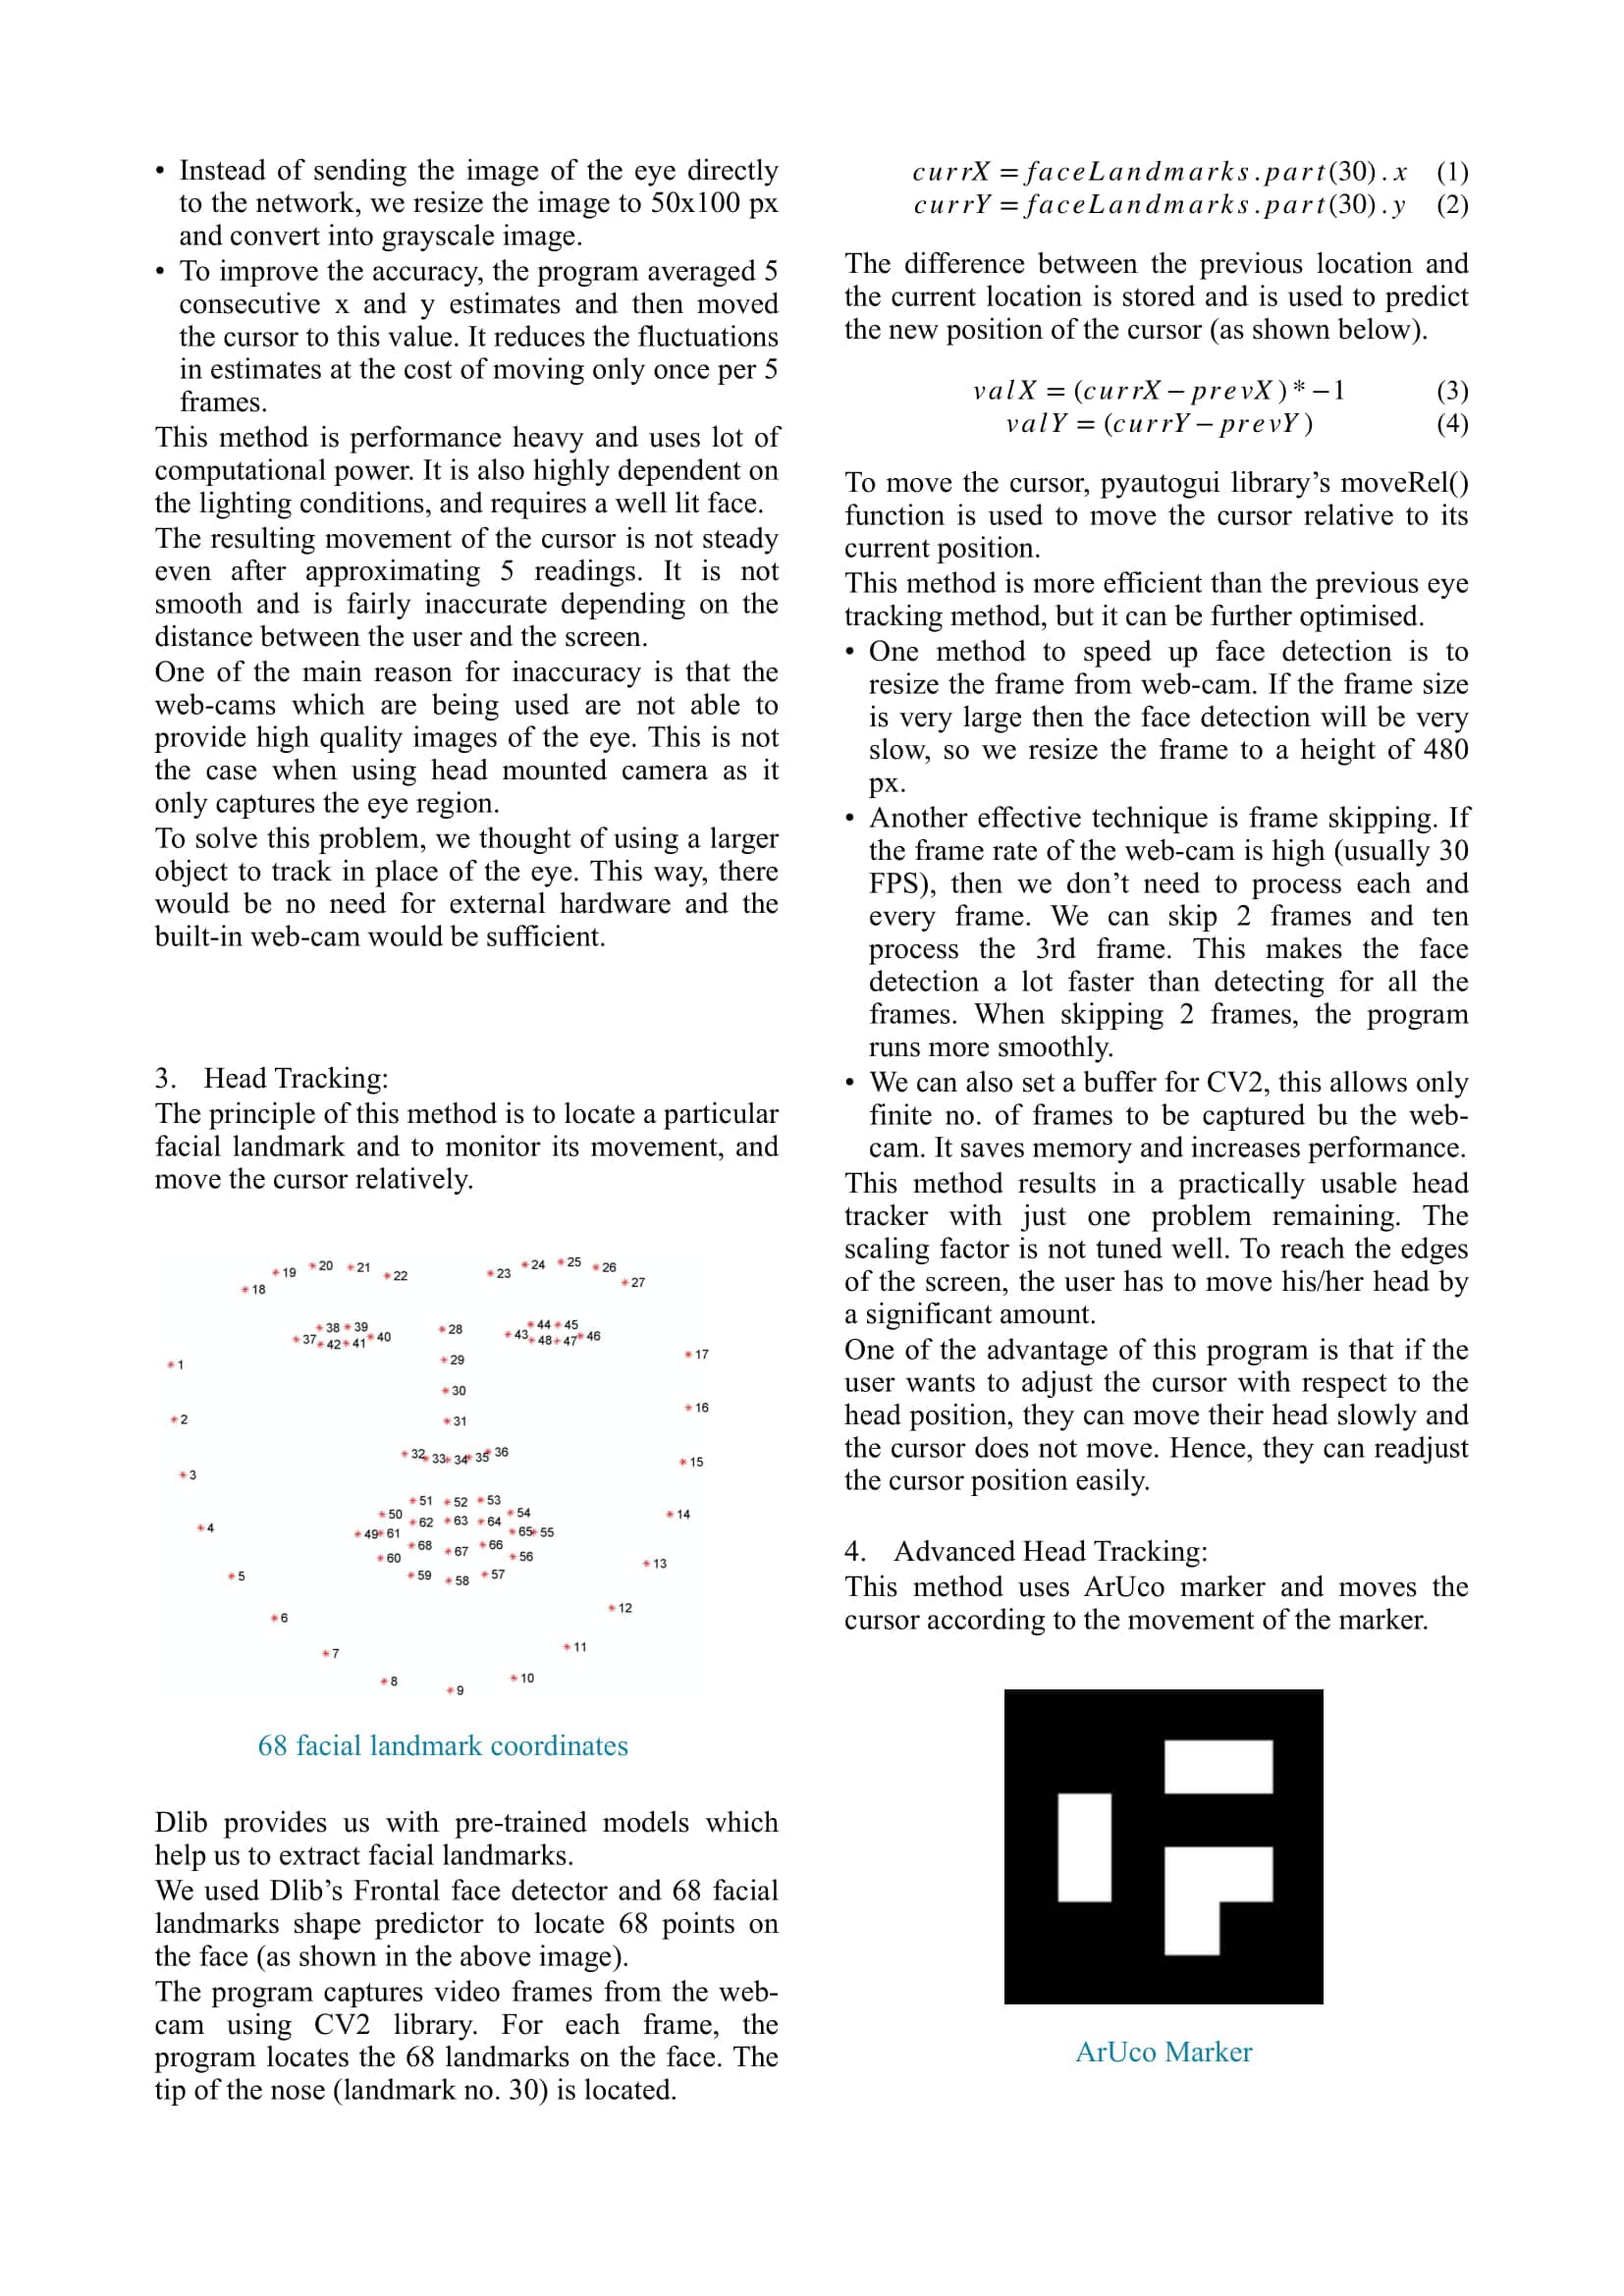 • Instead of sending the image of the eye directly
to the network, we resize the image to 50x100 px
and convert into grayscale image.
• To improve the accuracy, the program averaged 5
consecutive x and y estimates and then moved
the cursor to this value. It reduces the fluctuations
in estimates at the cost of moving only once per 5
frames.
This method is performance heavy and uses lot of
computational power. It is also highly dependent on
the lighting conditions, and requires a well lit face.
The resulting movement of the cursor is not steady
even after approximating 5 readings. It is not
smooth and is fairly inaccurate depending on the
distance between the user and the screen.
One of the main reason for inaccuracy is that the
web-cams which are being used are not able to
provide high quality images of the eye. This is not
the case when using head mounted camera as it
only captures the eye region.
To solve this problem, we thought of using a larger
object to track in place of the eye. This way, there
would be no need for external hardware and the
built-in web-cam would be sufficient.
3. Head Tracking:
The principle of this method is to locate a particular
facial landmark and to monitor its movement, and
move the cursor relatively.
18 19 20 21 22 23 24 25 26 27
37 38 39 40 41 42 28 43 44 45 46 47 48
1 29 17
30
2 31 16
32 33 34 35 36
3 15
51 52 53
4 50 62 63 64 54 14
49 61 65 55
68 67 66
60 56 13
5 59 58 57
6 12
7 11
8 9 10
68 facial landmark coordinates
Dlib provides us with pre-trained models which
help us to extract facial landmarks.
We used Dlib's Frontal face detector and 68 facial
landmarks shape predictor to locate 68 points on
the face (as shown in the above image).
The program captures video frames from the web-
cam using CV2 library. For each frame, the
program locates the 68 landmarks on the face. The
tip of the nose (landmark no. 30) is located.
currX = faceLandmarks.part(30).x (1)
currY = faceLandmarks.part(30).y (2)
The difference between the previous location and
the current location is stored and is used to predict
the new position of the cursor (as shown below).
valX = (currX − prevX) * −1 (3)
valY = (currY − prevY) (4)
To move the cursor, pyautogui library's moveRel()
function is used to move the cursor relative to its
current position.
This method is more efficient than the previous eye
tracking method, but it can be further optimised.
• One method to speed up face detection is to
resize the frame from web-cam. If the frame size
is very large then the face detection will be very
slow, so we resize the frame to a height of 480
px.
• Another effective technique is frame skipping. If
the frame rate of the web-cam is high (usually 30
FPS), then we don't need to process each and
every frame. We can skip 2 frames and ten
process the 3rd frame. This makes the face
detection a lot faster than detecting for all the
frames. When skipping 2 frames, the program
runs more smoothly.
• We can also set a buffer for CV2, this allows only
finite no. of frames to be captured bu the web-
cam. It saves memory and increases performance.
This method results in a practically usable head
tracker with just one problem remaining. The
scaling factor is not tuned well. To reach the edges
of the screen, the user has to move his/her head by
a significant amount.
One of the advantage of this program is that if the
user wants to adjust the cursor with respect to the
head position, they can move their head slowly and
the cursor does not move. Hence, they can readjust
the cursor position easily.
4. Advanced Head Tracking:
This method uses ArUco marker and moves the
cursor according to the movement of the marker.
ArUco Marker